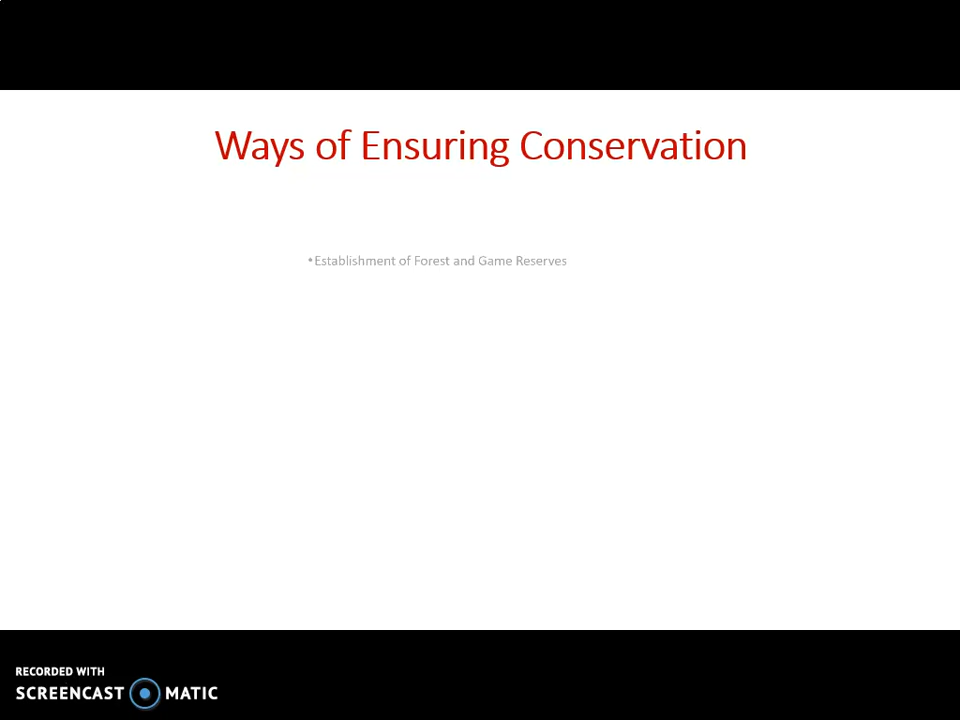 Ways of Ensuring Conservation
•Establishment of Forest and Game Reserves
RECORDED WITH
SCREENCAST MATIC